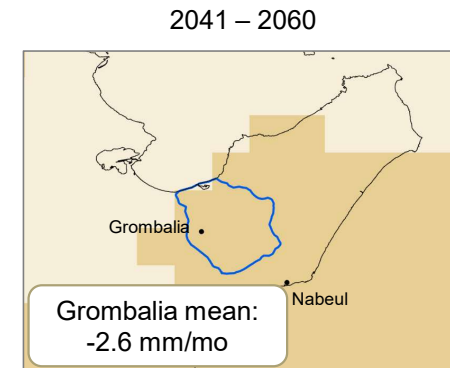 2041 – 2060
Grombalia
Nabeul
Grombalia mean:
-2.6 mm/mo